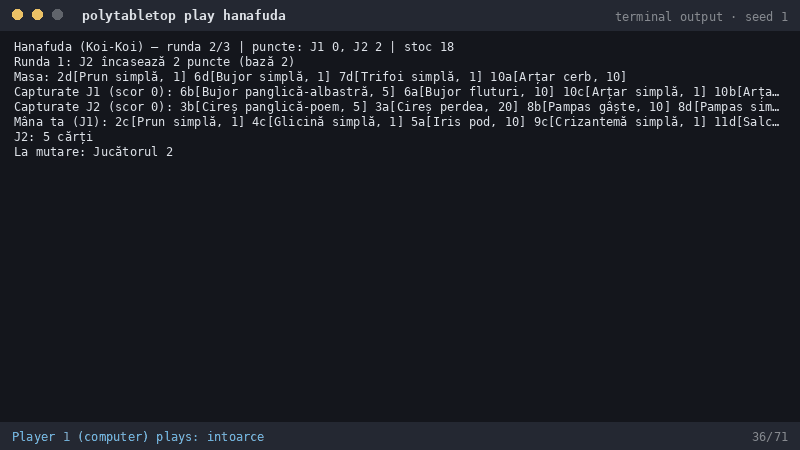 polytabletop play hanafuda
terminal output · seed 1
Hanafuda (Koi-Koi) — runda 2/3 | puncte: J1 0, J2 2 | stoc 18
Runda 1: J2 încasează 2 puncte (bază 2)
Masa: 2d[Prun simplă, 1] 6d[Bujor simplă, 1] 7d[Trifoi simplă, 1] 10a[Arțar cerb, 10]
Capturate J1 (scor 0): 6b[Bujor panglică-albastră, 5] 6a[Bujor fluturi, 10] 10c[Arțar simplă, 1] 10b[Arța…
Capturate J2 (scor 0): 3b[Cireș panglică-poem, 5] 3a[Cireș perdea, 20] 8b[Pampas gâște, 10] 8d[Pampas sim…
Mâna ta (J1): 2c[Prun simplă, 1] 4c[Glicină simplă, 1] 5a[Iris pod, 10] 9c[Crizantemă simplă, 1] 11d[Salc…
J2: 5 cărți
La mutare: Jucătorul 2
Player 1 (computer) plays: intoarce
36/71